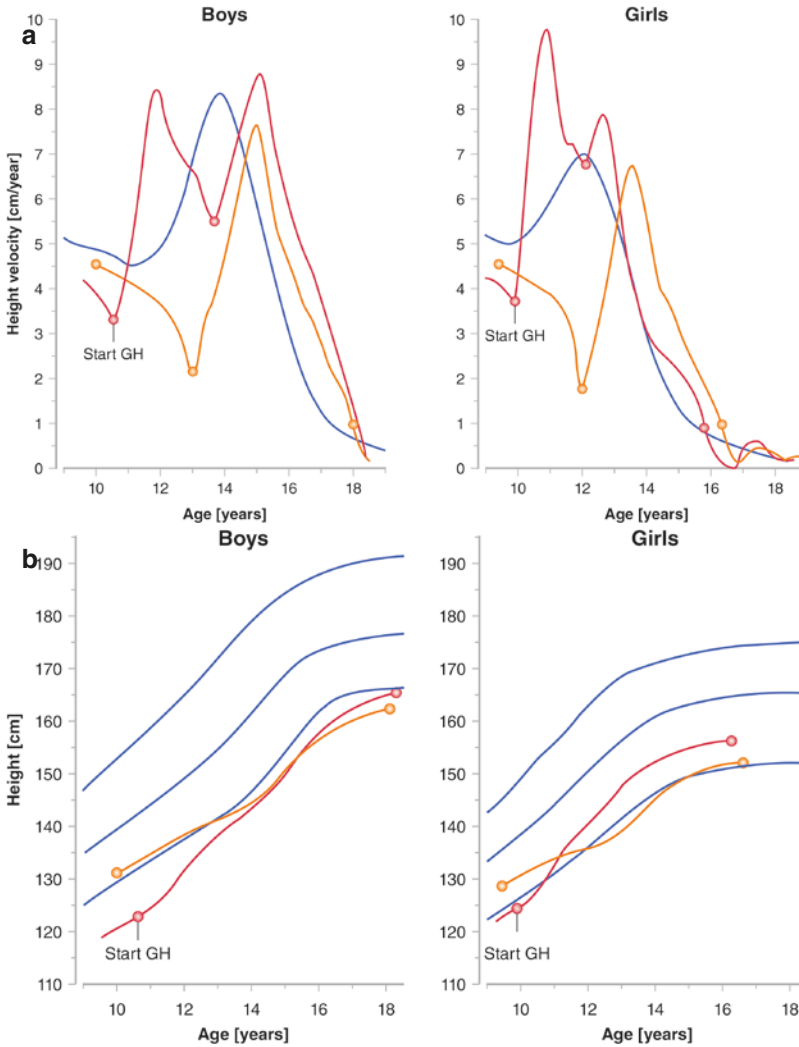 a
Boys
Girls
10
9
8
7
6
5
4
3
2
1
0
Height velocity [cm/year]
Start GH
10 12 14 16 18
Age [years]
10
9
8
7
6
5
4
3
2
1
0
Start GH
10 12 14 16 18
Age [years]
b
Boys
Girls
190
180
170
160
150
140
130
120
110
Height [cm]
Start GH
10 12 14 16 18
Age [years]
190
180
170
160
150
140
130
120
110
Start GH
10 12 14 16 18
Age [years]